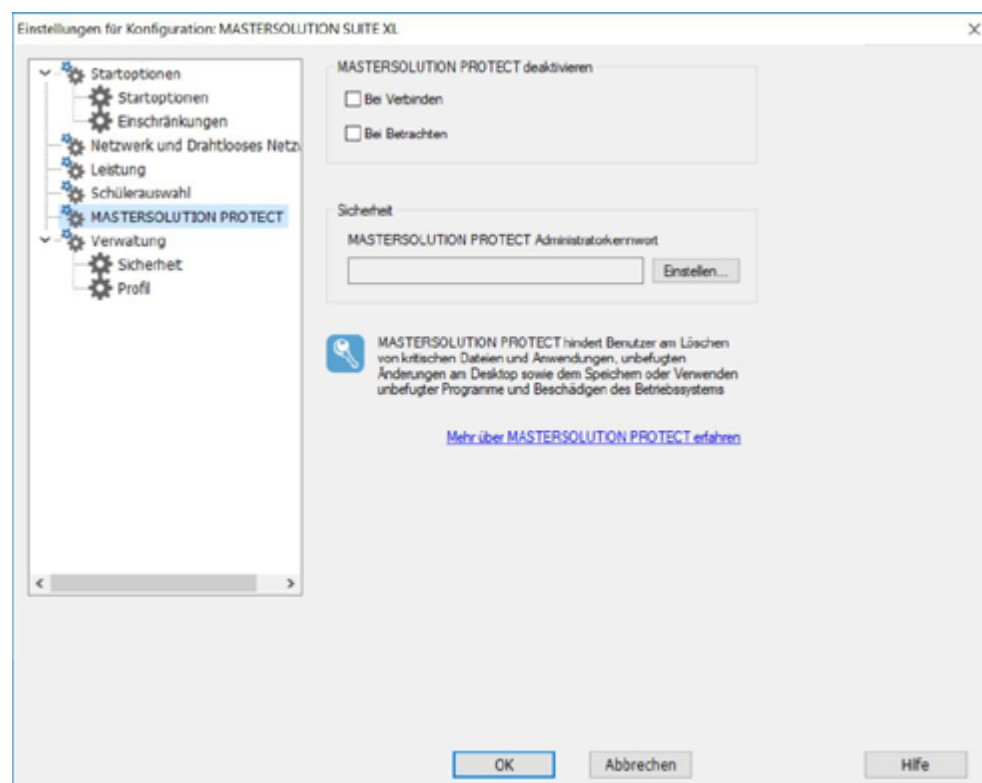 Einstellungen für Konfiguration: MASTERSOLUTION SUITE XL
Startoptionen
Startoptionen
Einschränkungen
Netzwerk und Drahtlooses Netz
Leistung
Schülerauswahl
MASTERSOLUTION PROTECT
Verwaltung
Sicherheit
Profil
MASTERSOLUTION PROTECT deaktivieren
Bei Verbinden
Bei Betrachten
Sicherheit
MASTERSOLUTION PROTECT Administratorkennwort
Einstellen...
MASTERSOLUTION PROTECT hindert Benutzer am Löschen
von kritischen Dateien und Anwendungen, unbefugten
Änderungen am Desktop sowie dem Speichern oder Verwenden
unbefugter Programme und Beschädigen des Betriebssystems
Mehr über MASTERSOLUTION PROTECT erfahren
OK
Abbrechen
Hilfe